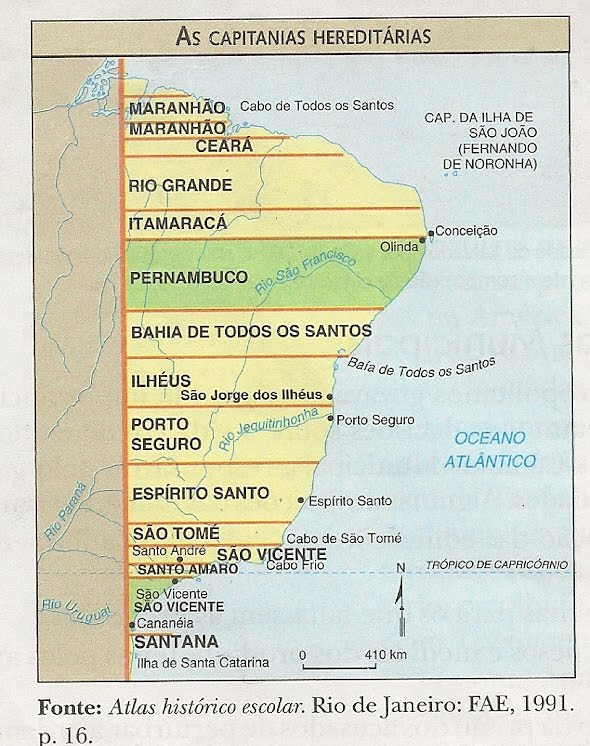 AS CAPITANIAS HEREDITÁRIAS
MARANHÃO
Cabo de Todos os Santos
MARANHÃO
CEARÁ
CAP. DA ILHA DE
SÃO JOÃO
(FERNANDO
DE NORONHA)
RIO GRANDE
ITAMARACÁ
Conceição
Olinda
PERNAMBUCO
Rio São Francisco
BAHIA DE TODOS OS SANTOS
Baía de Todos os Santos
ILHÉUS
São Jorge dos Ilhéus
PORTO
SEGURO
Rio Jequitinhonha
Porto Seguro
OCEANO
ATLÂNTICO
ESPÍRITO SANTO
Espírito Santo
Rio Paraná
SÃO TOMÉ
Cabo de São Tomé
Santo André
SÃO VICENTE
SANTO AMARO
Cabo Frio
TRÓPICO DE CAPRICÓRNIO
N
São Vicente
SÃO VICENTE
Rio Uruguai
Cananéia
SANTANA
Ilha de Santa Catarina
0 410 km
Fonte: Atlas histórico escolar. Rio de Janeiro: FAE, 1991.
p. 16.